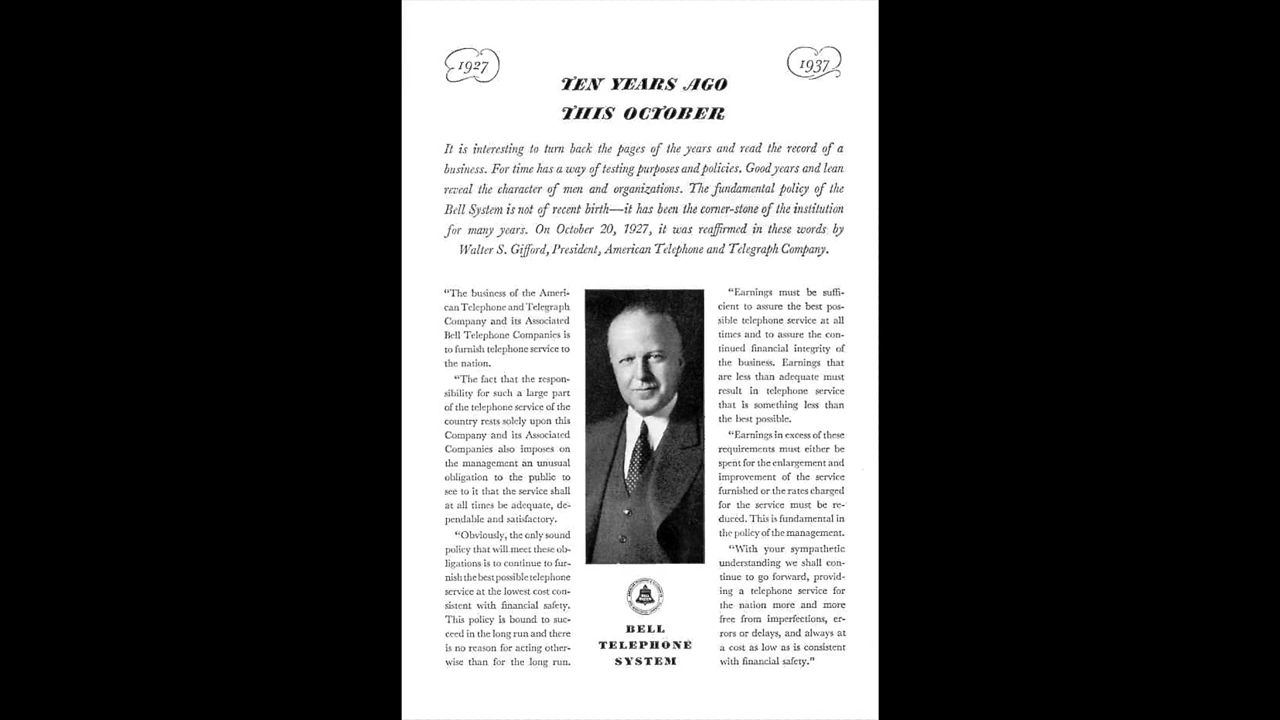 1927
1937
TEN YEARS AGO
THIS OCTOBER
It is interesting to turn back the pages of the years and read the record of a
business. For time has a way of testing purposes and policies. Good years and lean
reveal the character of men and organizations. The fundamental policy of the
Bell System is not of recent birth—it has been the corner-stone of the institution
for many years. On October 20, 1927, it was reaffirmed in these words by
Walter S. Gifford, President, American Telephone and Telegraph Company.
“The business of the Ameri-
can Telephone and Telegraph
Company and its Associated
Bell Telephone Companies is
to furnish telephone service to
the nation.
“The fact that the respon-
sibility for such a large part
of the telephone service of the
country rests solely upon this
Company and its Associated
Companies also imposes on
the management an unusual
obligation to the public to
see to it that the service shall
at all times be adequate, de-
pendable and satisfactory.
“Obviously, the only sound
policy that will meet these ob-
ligations is to continue to fur-
nish the best possible telephone
service at the lowest cost con-
sistent with financial safety.
This policy is bound to suc-
ceed in the long run and there
is no reason for acting other-
wise than for the long run.
“Earnings must be suffi-
cient to assure the best pos-
sible telephone service at all
times and to assure the con-
tinued financial integrity of
the business. Earnings that
are less than adequate must
result in telephone service
that is something less than
the best possible.
“Earnings in excess of these
requirements must either be
spent for the enlargement and
improvement of the service
furnished or the rates charged
for the service must be re-
duced. This is fundamental in
the policy of the management.
“With your sympathetic
understanding we shall con-
tinue to go forward, provid-
ing a telephone service for
the nation more and more
free from imperfections, er-
rors or delays, and always at
a cost as low as is consistent
with financial safety.”
BELL
TELEPHONE
SYSTEM